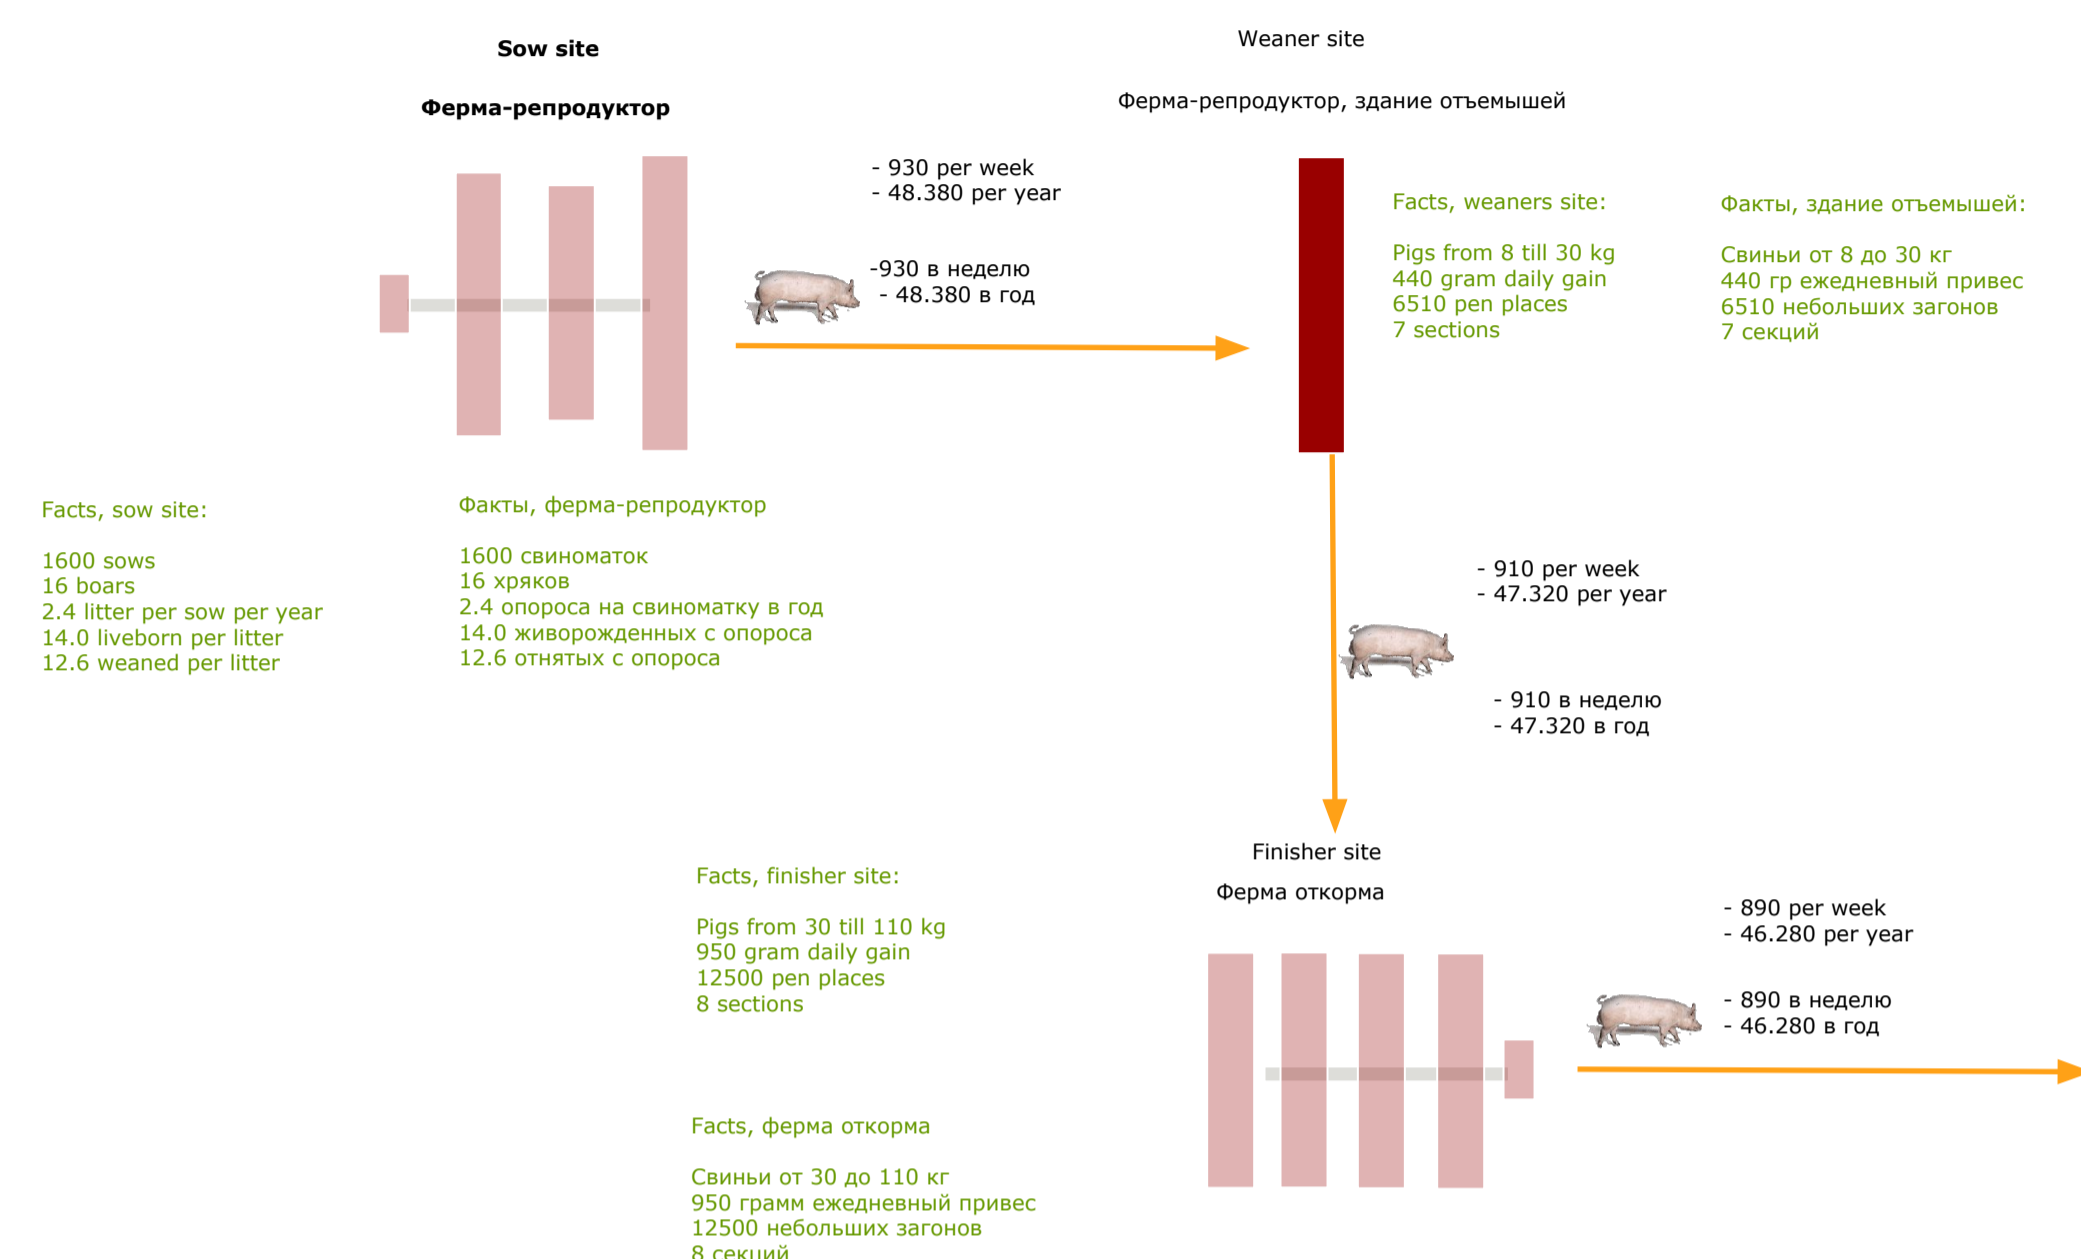 Sow site
Ферма-репродуктор
Weaner site
Ферма-репродуктор, здание отъемышей
- 930 per week
- 48.380 per year
-930 в неделю
- 48.380 в год
Facts, weaners site:
Pigs from 8 till 30 kg
440 gram daily gain
6510 pen places
7 sections
Факты, здание отъемышей:
Свиньи от 8 до 30 кг
440 гр ежедневный привес
6510 небольших загонов
7 секций
Facts, sow site:
1600 sows
16 boars
2.4 litter per sow per year
14.0 liveborn per litter
12.6 weaned per litter
Факты, ферма-репродуктор
1600 свиноматок
16 хряков
2.4 опороса на свиноматку в год
14.0 живорожденных с опороса
12.6 отнятых с опороса
- 910 per week
- 47.320 per year
- 910 в неделю
- 47.320 в год
Finisher site
Ферма откорма
Facts, finisher site:
Pigs from 30 till 110 kg
950 gram daily gain
12500 pen places
8 sections
- 890 per week
- 46.280 per year
- 890 в неделю
- 46.280 в год
Facts, ферма откорма
Свиньи от 30 до 110 кг
950 грамм ежедневный привес
12500 небольших загонов
8 секций